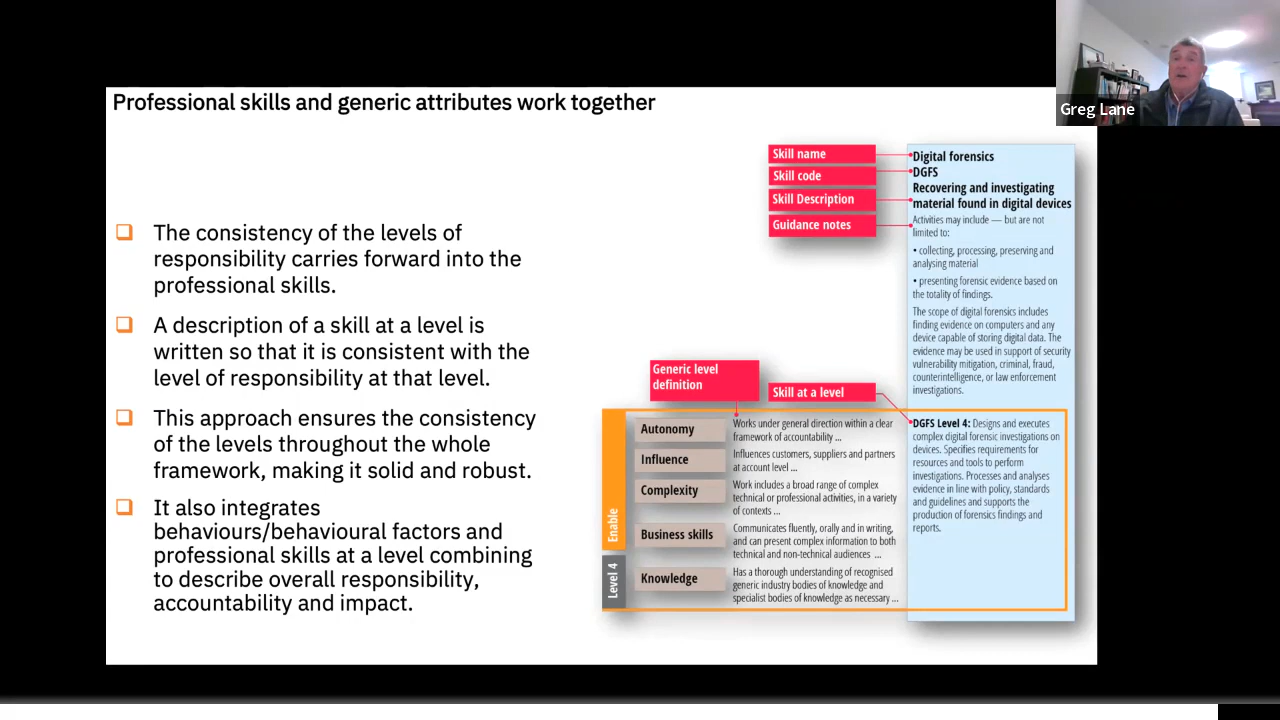 Professional skills and generic attributes work together
Greg Lane
❑ The consistency of the levels of
responsibility carries forward into the
professional skills.
❑ A description of a skill at a level is
written so that it is consistent with the
level of responsibility at that level.
❑ This approach ensures the consistency
of the levels throughout the whole
framework, making it solid and robust.
❑ It also integrates
behaviours/behavioural factors and
professional skills at a level combining
to describe overall responsibility,
accountability and impact.
Skill name
Skill code
Skill Description
Guidance notes
Digital forensics
DGFS
Recovering and investigating
material found in digital devices
Activities may include — but are not
limited to:
• collecting, processing, preserving and
analysing material
• presenting forensic evidence based on
the totality of findings.
The scope of digital forensics includes
finding evidence on computers and any
device capable of storing digital data. The
evidence may be used in support of security
vulnerability mitigation, criminal, fraud,
counterintelligence, or law enforcement
investigations.
Generic level
definition
Skill at a level
Enable
Level 4
Autonomy
Works under general direction within a clear
framework of accountability ...
Influence
Influences customers, suppliers and partners
at account level ...
Complexity
Work includes a broad range of complex
technical or professional activities, in a variety
of contexts ...
Business skills
Communicates fluently, orally and in writing,
and can present complex information to both
technical and non-technical audiences ...
Knowledge
Has a thorough understanding of recognised
generic industry bodies of knowledge and
specialist bodies of knowledge as necessary ...
DGFS Level 4: Designs and executes
complex digital forensic investigations on
devices. Specifies requirements for
resources and tools to perform
investigations. Processes and analyses
evidence in line with policy, standards
and guidelines and supports the
production of forensics findings and
reports.